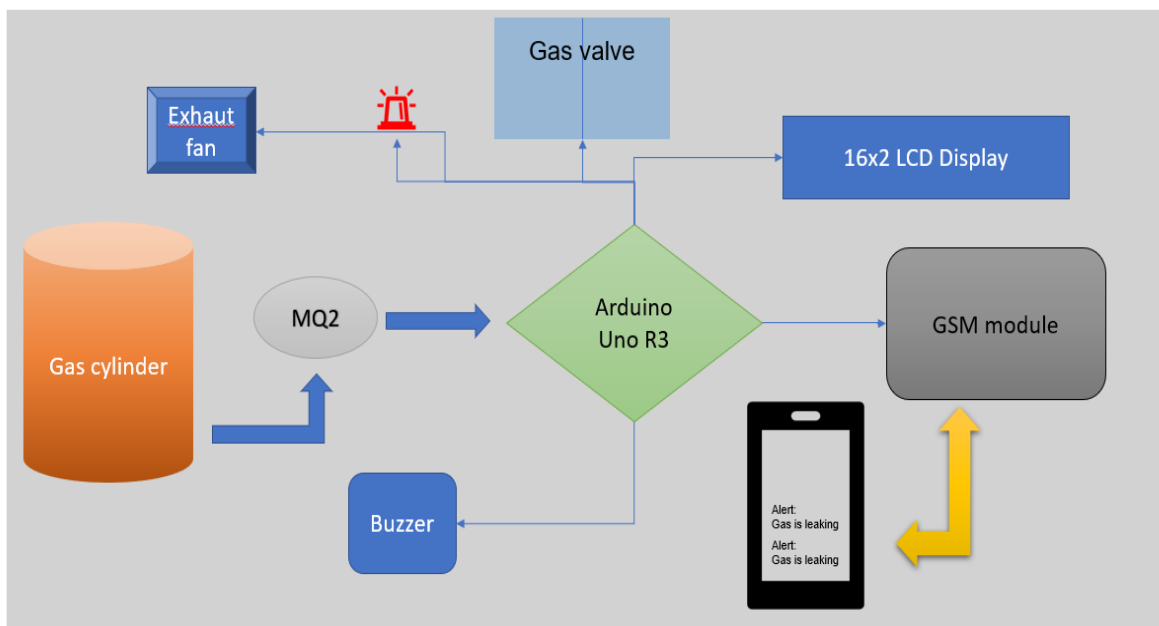 Gas valve
Exhaut
fan
16x2 LCD Display
Gas cylinder
MQ2
Arduino
Uno R3
GSM module
Buzzer
Alert:
Gas is leaking
Alert:
Gas is leaking